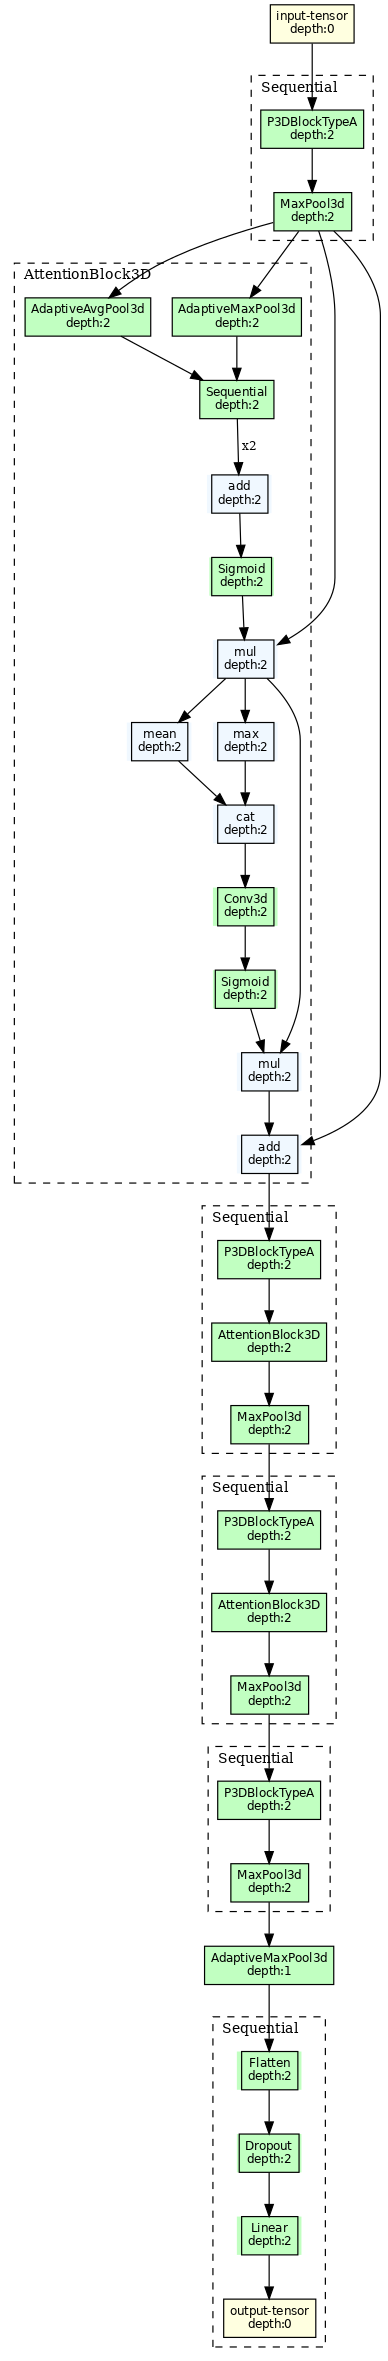 input-tensor
depth:0
Sequential
P3DBlockTypeA
depth:2
MaxPool3d
depth:2
AttentionBlock3D
AdaptiveAvgPool3d
depth:2
AdaptiveMaxPool3d
depth:2
Sequential
depth:2
x2
add
depth:2
Sigmoid
depth:2
mul
depth:2
mean
depth:2
max
depth:2
cat
depth:2
Conv3d
depth:2
Sigmoid
depth:2
mul
depth:2
add
depth:2
Sequential
P3DBlockTypeA
depth:2
AttentionBlock3D
depth:2
MaxPool3d
depth:2
Sequential
P3DBlockTypeA
depth:2
AttentionBlock3D
depth:2
MaxPool3d
depth:2
Sequential
P3DBlockTypeA
depth:2
MaxPool3d
depth:2
AdaptiveMaxPool3d
depth:1
Sequential
Flatten
depth:2
Dropout
depth:2
Linear
depth:2
output-tensor
depth:0